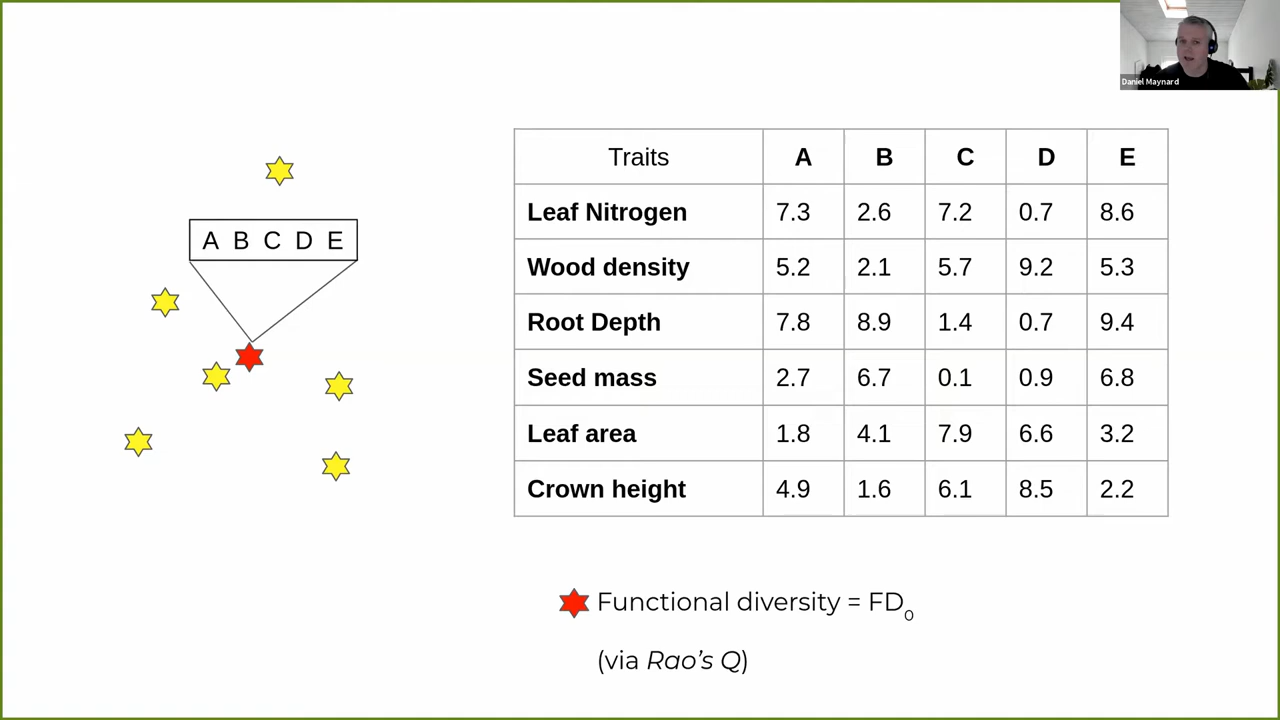 Daniel Maynard
A B C D E
Traits A B C D E
Leaf Nitrogen 7.3 2.6 7.2 0.7 8.6
Wood density 5.2 2.1 5.7 9.2 5.3
Root Depth 7.8 8.9 1.4 0.7 9.4
Seed mass 2.7 6.7 0.1 0.9 6.8
Leaf area 1.8 4.1 7.9 6.6 3.2
Crown height 4.9 1.6 6.1 8.5 2.2
Functional diversity = FD₀
(via Rao's Q)